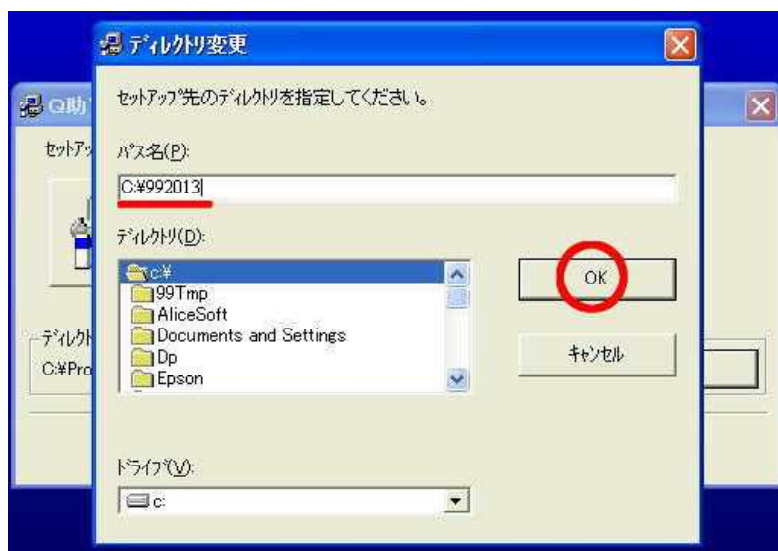 ディレクトリ変更
セットアップ先のディレクトリを指定してください。
パス名(P):
C:¥992013
ディレクトリ(D):
c:¥
99Tmp
AliceSoft
Documents and Settings
Dp
Epson
OK
キャンセル
ドライブ(V):
c:
Q助
セットアッ
ディレクト
C:¥Pro